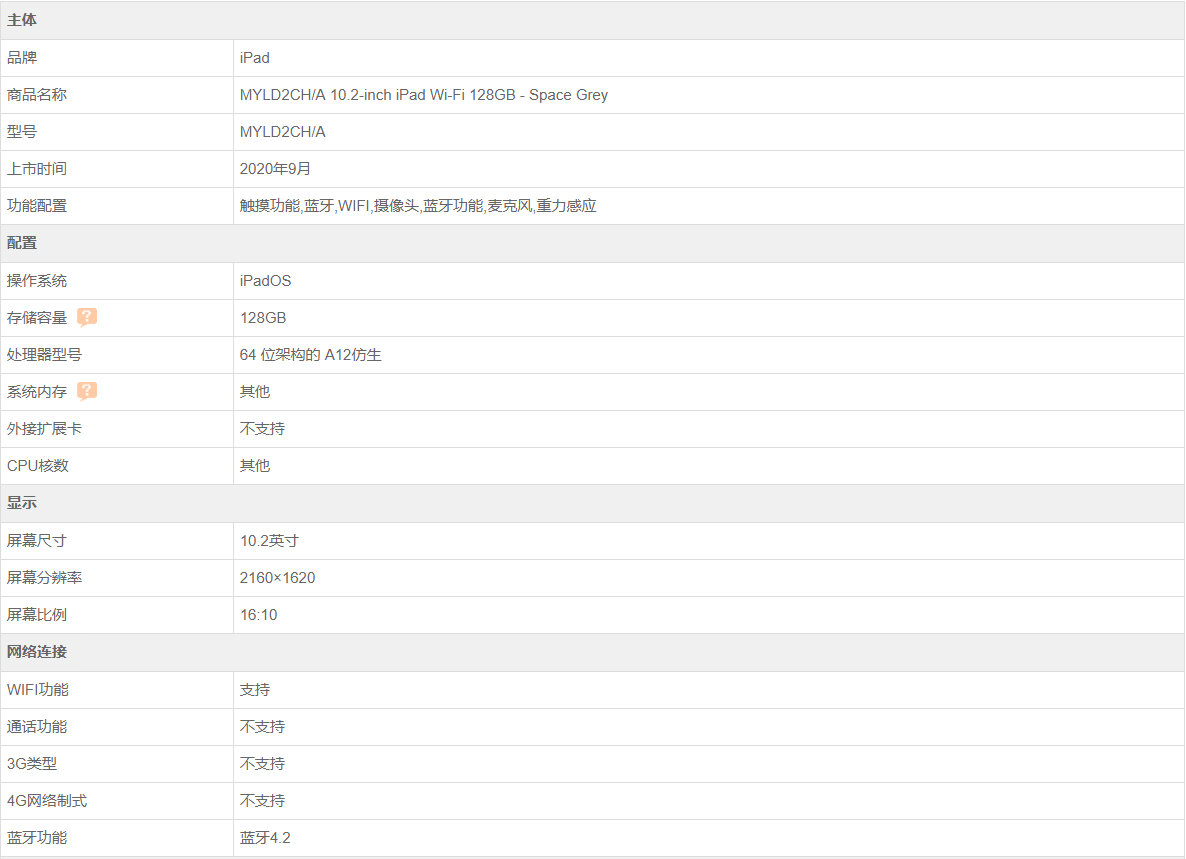 主体
品牌 iPad
商品名称 MYLD2CH/A 10.2-inch iPad Wi-Fi 128GB - Space Grey
型号 MYLD2CH/A
上市时间 2020年9月
功能配置 触摸功能,蓝牙,WIFI,摄像头,蓝牙功能,麦克风,重力感应
配置
操作系统 iPadOS
存储容量 ? 128GB
处理器型号 64 位架构的 A12仿生
系统内存 ? 其他
外接扩展卡 不支持
CPU核数 其他
显示
屏幕尺寸 10.2英寸
屏幕分辨率 2160×1620
屏幕比例 16:10
网络连接
WIFI功能 支持
通话功能 不支持
3G类型 不支持
4G网络制式 不支持
蓝牙功能 蓝牙4.2